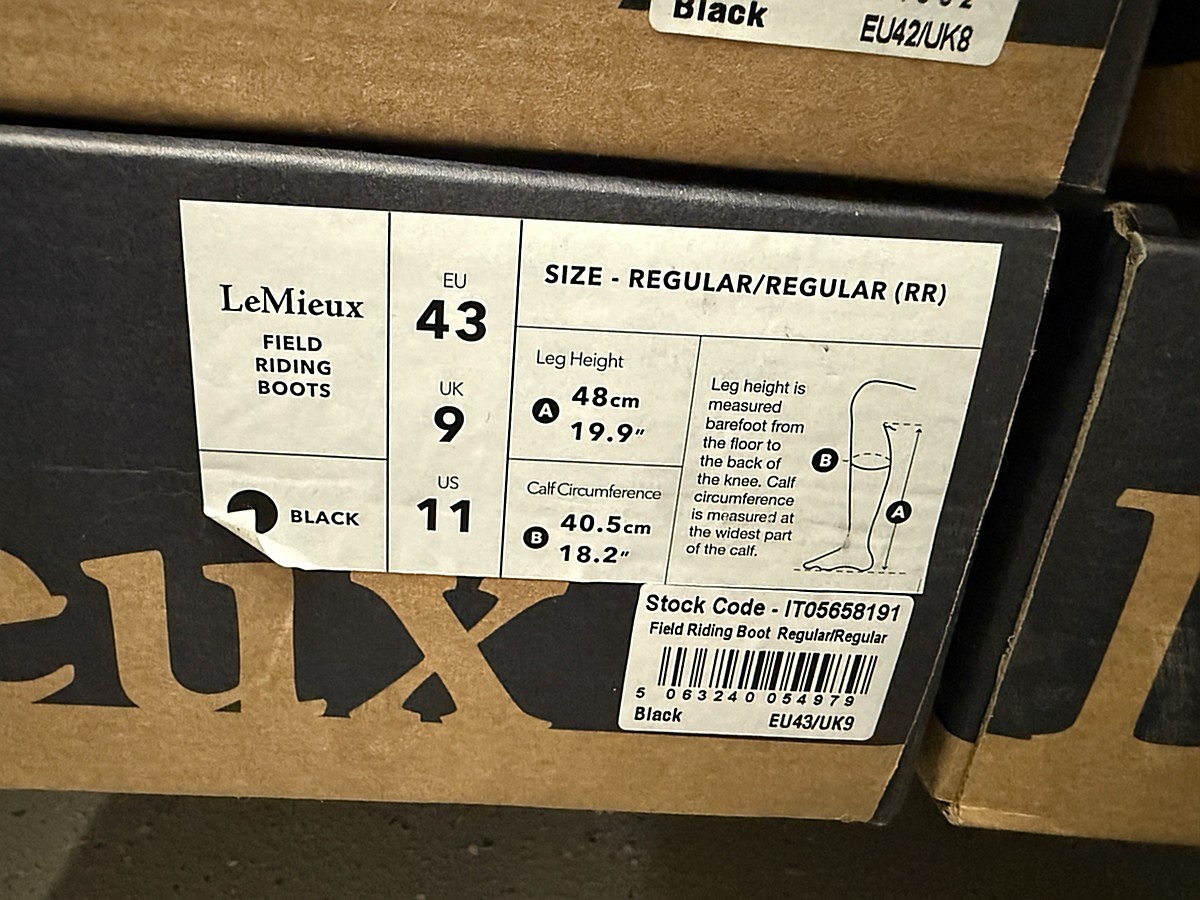 Black
EU42/UK8
LeMieux
FIELD
RIDING
BOOTS
BLACK
EU
43
UK
9
US
11
SIZE - REGULAR/REGULAR (RR)
Leg Height
A 48cm
19.9"
Calf Circumference
B 40.5cm
18.2"
Leg height is
measured
barefoot from
the floor to
the back of
the knee. Calf
circumference
is measured at
the widest part
of the calf.
B
A
eux
Stock Code - IT05658191
Field Riding Boot Regular/Regular
5 063240 054979
Black
EU43/UK9